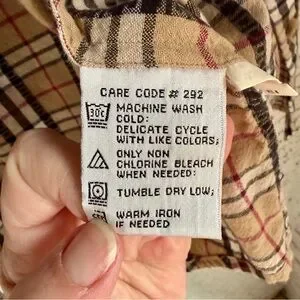 CARE CODE # 292
30c
MACHINE WASH
COLD:
DELICATE CYCLE
WITH LIKE COLORS;
ONLY NON
CHLORINE BLEACH
WHEN NEEDED:
TUMBLE DRY LOW;
WARM IRON
IF NEEDED